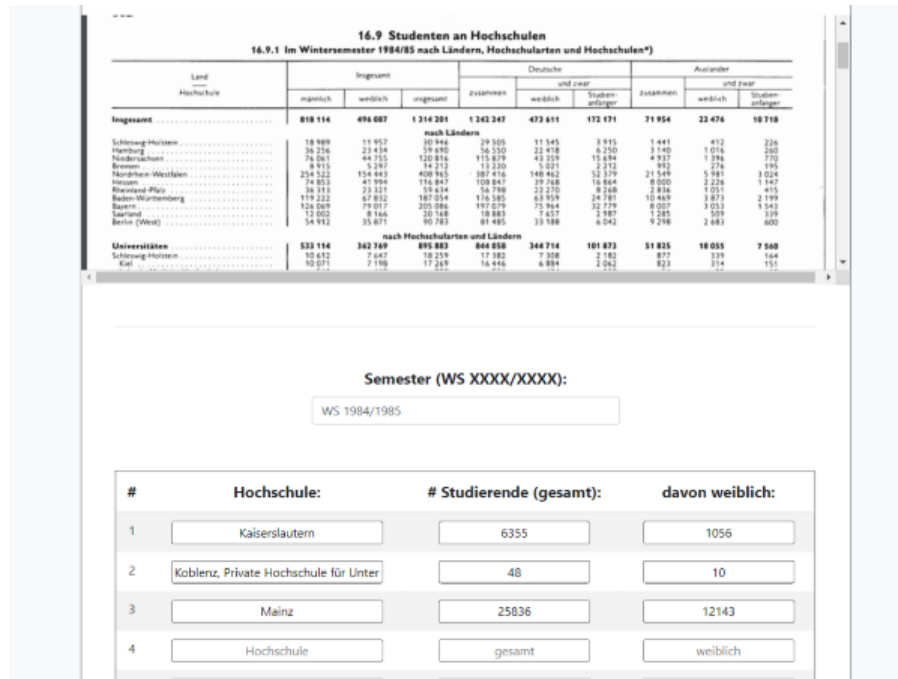 16.9 Studenten an Hochschulen
16.9.1 Im Wintersemester 1984/85 nach Ländern, Hochschularten und Hochschulen*)
Land
Hochschule
Insgesamt
Deutsche
Ausländer
männlich weiblich insgesamt zusammen und zwar zusammen und zwar
weiblich Studien-anfänger weiblich Studien-anfänger
Insgesamt 818 114 496 087 1 314 201 1 242 247 473 611 172 171 71 954 22 476 10 718
nach Ländern
Schleswig-Holstein 18 989 11 957 30 946 29 505 11 545 3 915 1 441 412 226
Hamburg 36 256 23 434 59 690 56 550 22 418 6 250 3 140 1 016 260
Niedersachsen 76 061 44 755 120 816 115 879 43 359 15 694 4 937 1 396 770
Bremen 8 915 5 297 14 212 13 220 5 021 2 212 992 276 195
Nordrhein-Westfalen 254 522 154 443 408 965 387 416 148 462 52 379 21 549 5 981 3 024
Hessen 74 853 41 994 116 847 108 847 39 768 16 864 8 000 2 226 1 147
Rheinland-Pfalz 36 313 23 321 59 634 56 798 22 270 8 268 2 836 1 051 415
Baden-Württemberg 119 222 67 832 187 054 176 585 63 959 24 781 10 469 3 873 2 199
Bayern 126 069 79 017 205 086 197 079 75 964 32 779 8 007 3 053 1 543
Saarland 12 002 8 166 20 168 18 883 7 657 2 987 1 285 509 339
Berlin (West) 54 912 35 871 90 783 81 485 33 188 6 042 9 298 2 683 600
nach Hochschularten und Ländern
Universitäten 533 114 362 769 895 883 844 058 344 714 101 873 51 825 18 055 7 560
Schleswig-Holstein 10 612 7 647 18 259 17 382 7 308 2 182 877 339 164
Kiel 10 071 7 198 17 269 16 446 6 884 2 062 823 314 151
Semester (WS XXXX/XXXX):
WS 1984/1985
# Hochschule: # Studierende (gesamt): davon weiblich:
1 Kaiserslautern 6355 1056
2 Koblenz, Private Hochschule für Unter 48 10
3 Mainz 25836 12143
4 Hochschule gesamt weiblich